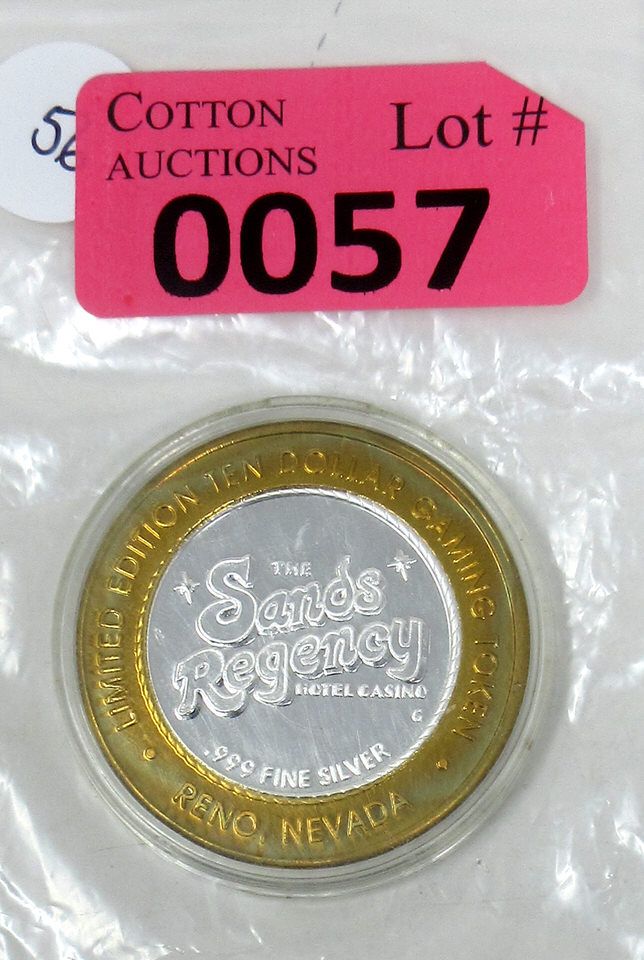 COTTON
AUCTIONS
Lot #
0057
LIMITED EDITION TEN DOLLAR GAMING TOKEN
THE
Sands
Regency
HOTEL CASINO
G
.999 FINE SILVER
• RENO, NEVADA •